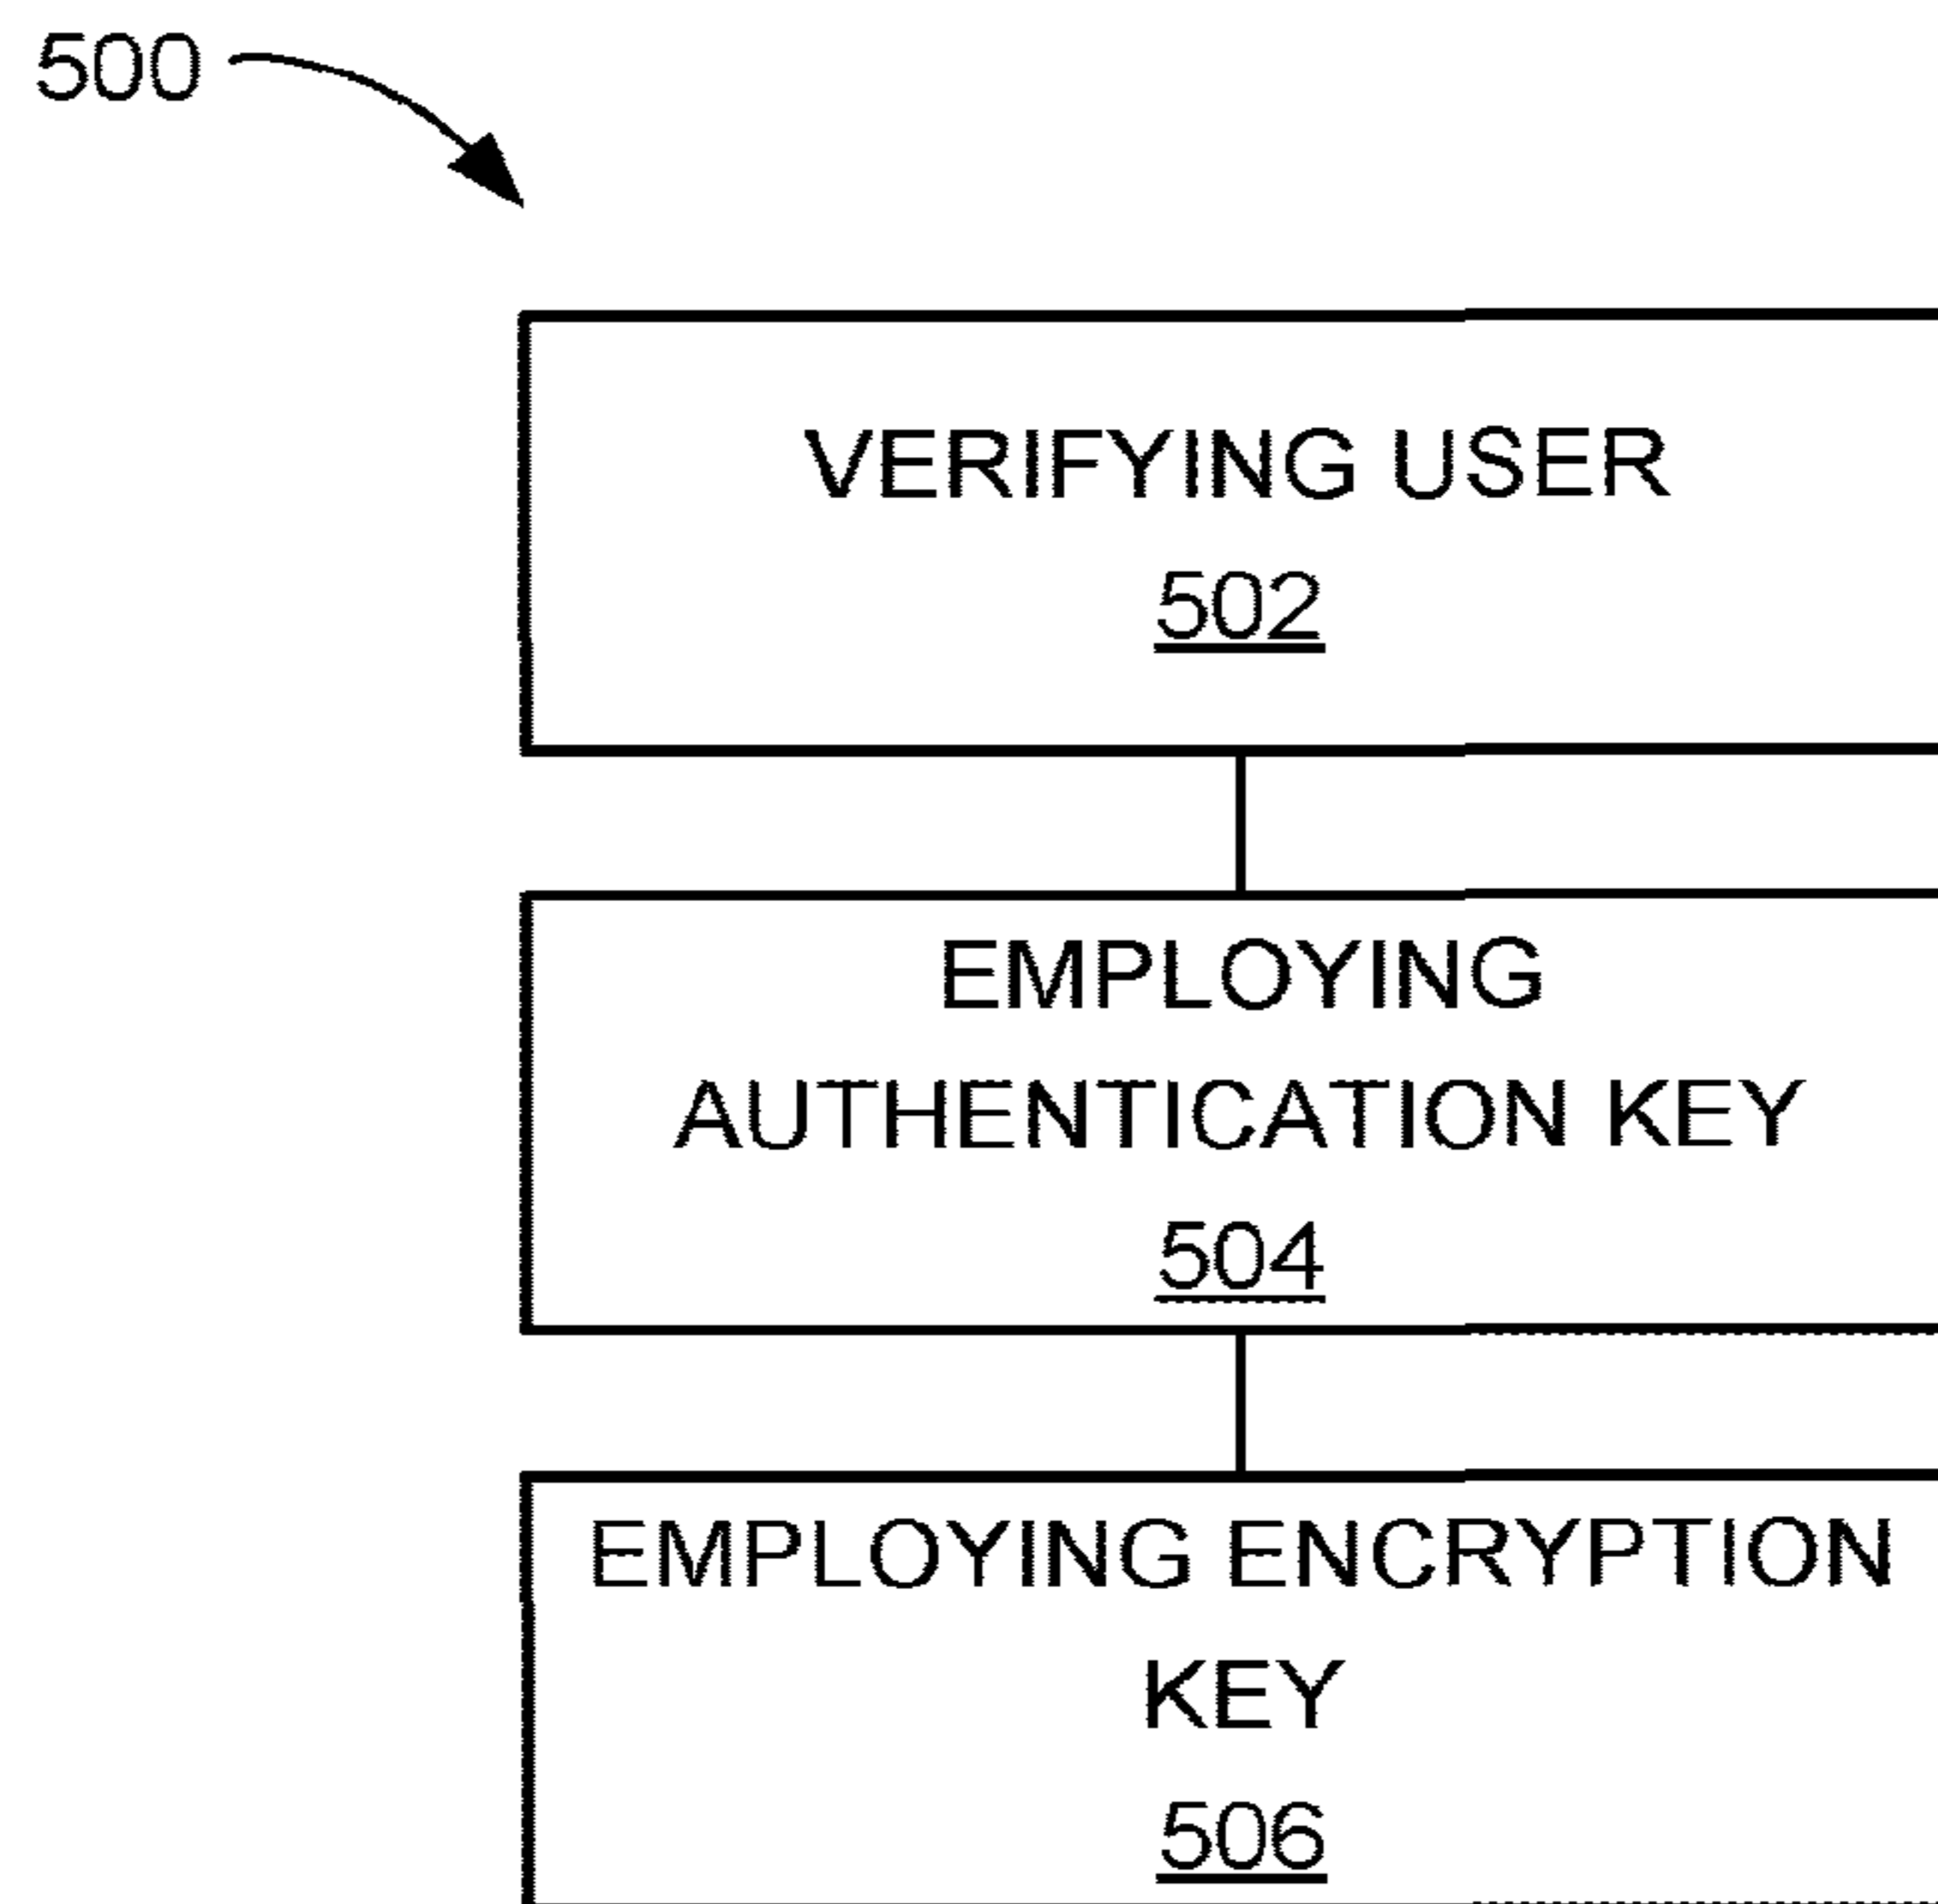 500
VERIFYING USER
502
EMPLOYING
AUTHENTICATION KEY
504
EMPLOYING ENCRYPTION
KEY
506